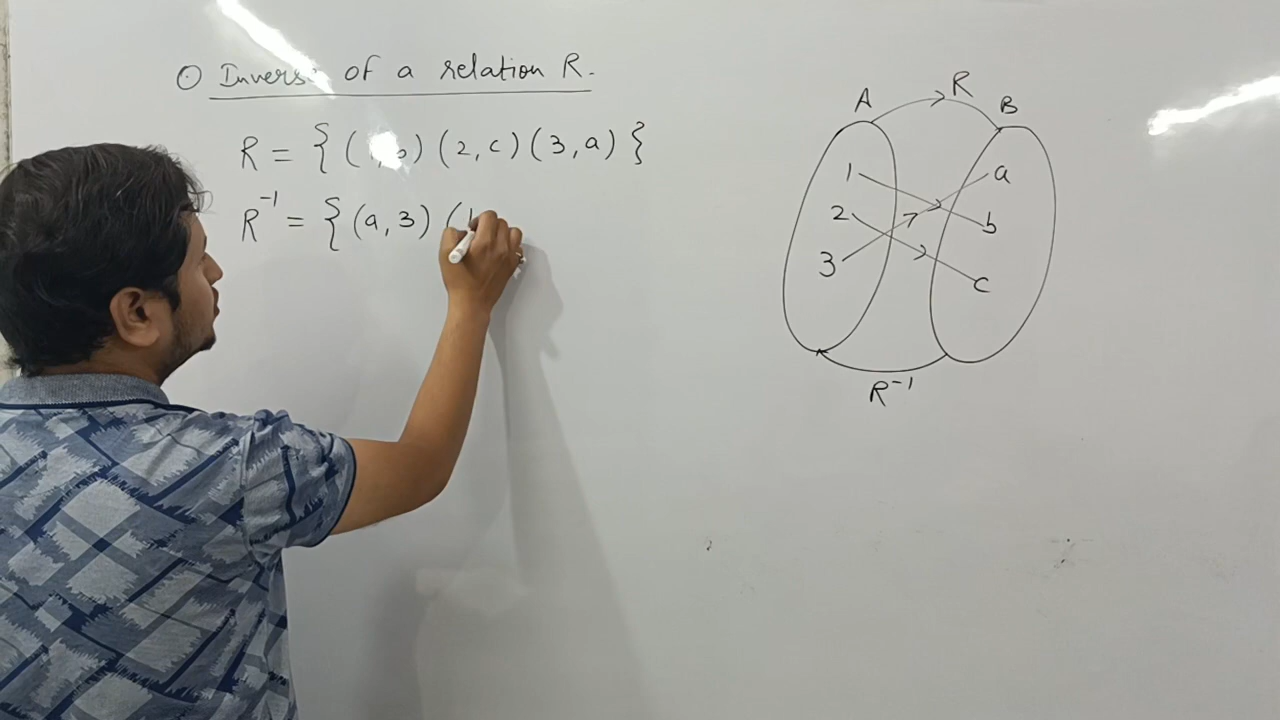 Inverse of a relation R.
R = { ( , b) (2, c) (3, a) }
R⁻¹ = { (a, 3) (
A R B
1 a
2 b
3 c
R⁻¹